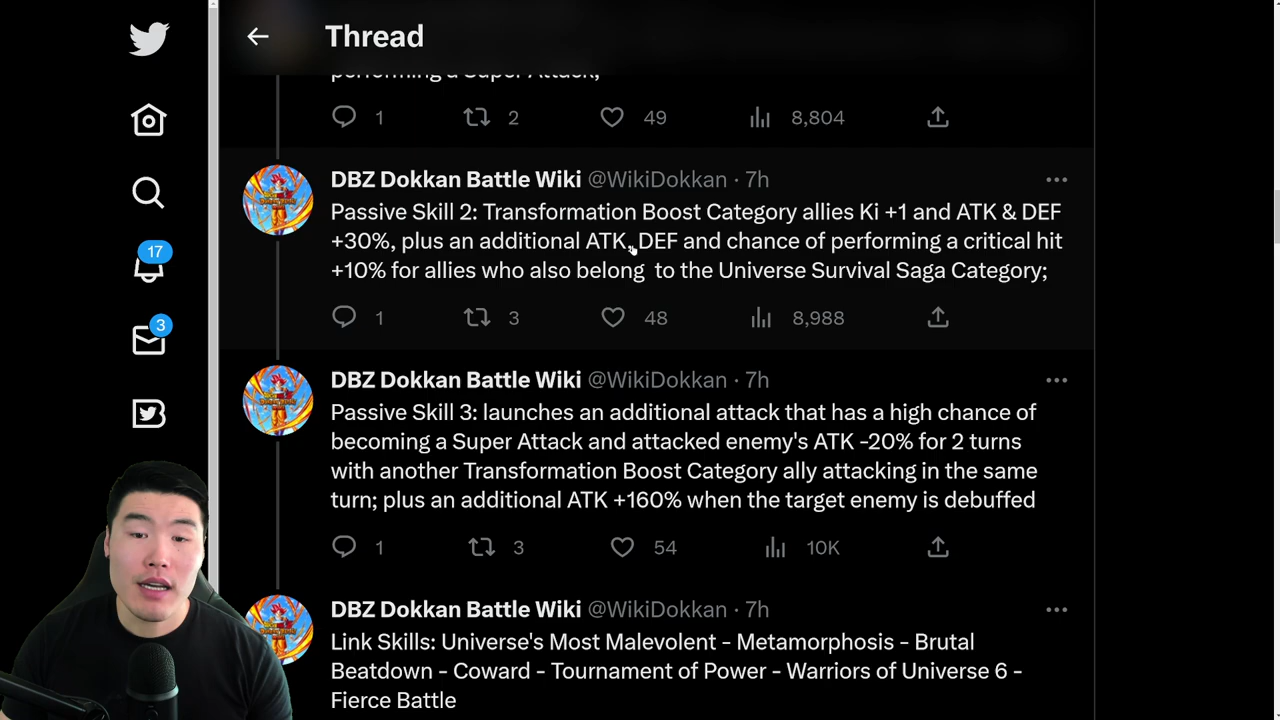 Thread
performing a Super Attack;
1 2 49 8,804
DBZ Dokkan Battle Wiki @WikiDokkan · 7h
Passive Skill 2: Transformation Boost Category allies Ki +1 and ATK & DEF
+30%, plus an additional ATK, DEF and chance of performing a critical hit
+10% for allies who also belong to the Universe Survival Saga Category;
1 3 48 8,988
DBZ Dokkan Battle Wiki @WikiDokkan · 7h
Passive Skill 3: launches an additional attack that has a high chance of
becoming a Super Attack and attacked enemy's ATK -20% for 2 turns
with another Transformation Boost Category ally attacking in the same
turn; plus an additional ATK +160% when the target enemy is debuffed
1 3 54 10K
DBZ Dokkan Battle Wiki @WikiDokkan · 7h
Link Skills: Universe's Most Malevolent - Metamorphosis - Brutal
Beatdown - Coward - Tournament of Power - Warriors of Universe 6 -
Fierce Battle
17
3